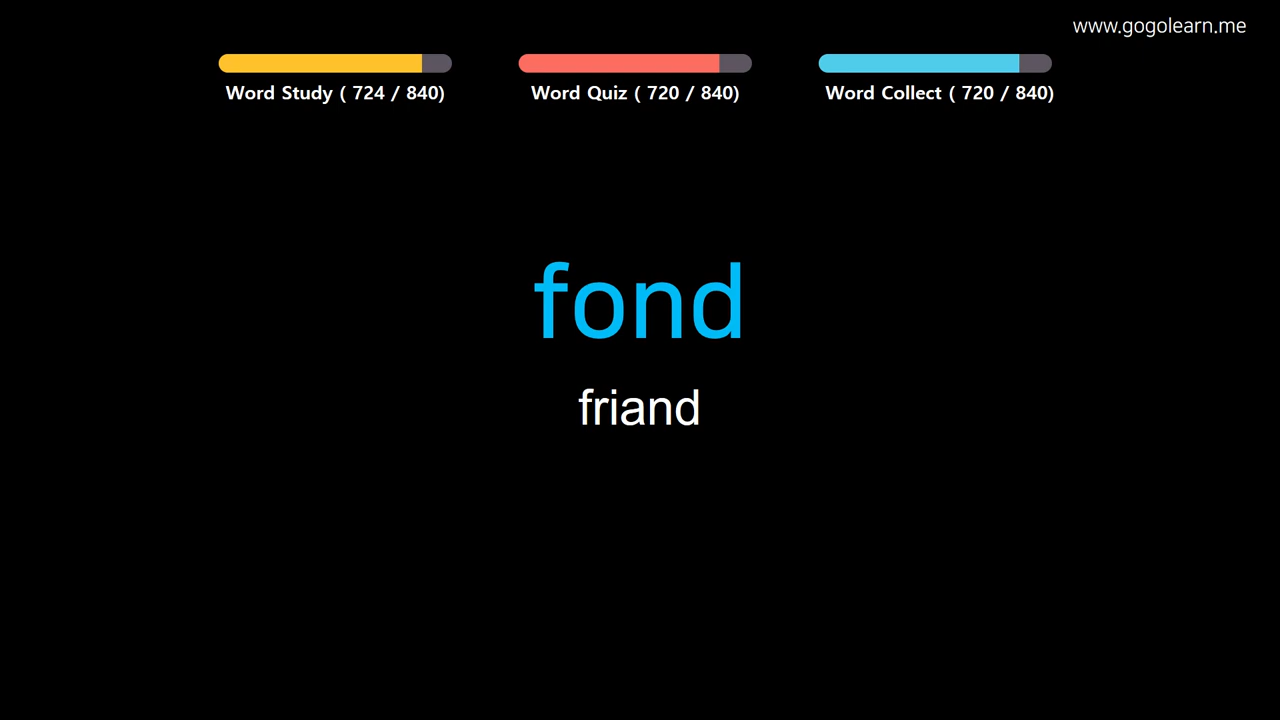 www.gogolearn.me
Word Study ( 724 / 840)
Word Quiz ( 720 / 840)
Word Collect ( 720 / 840)
fond
friand